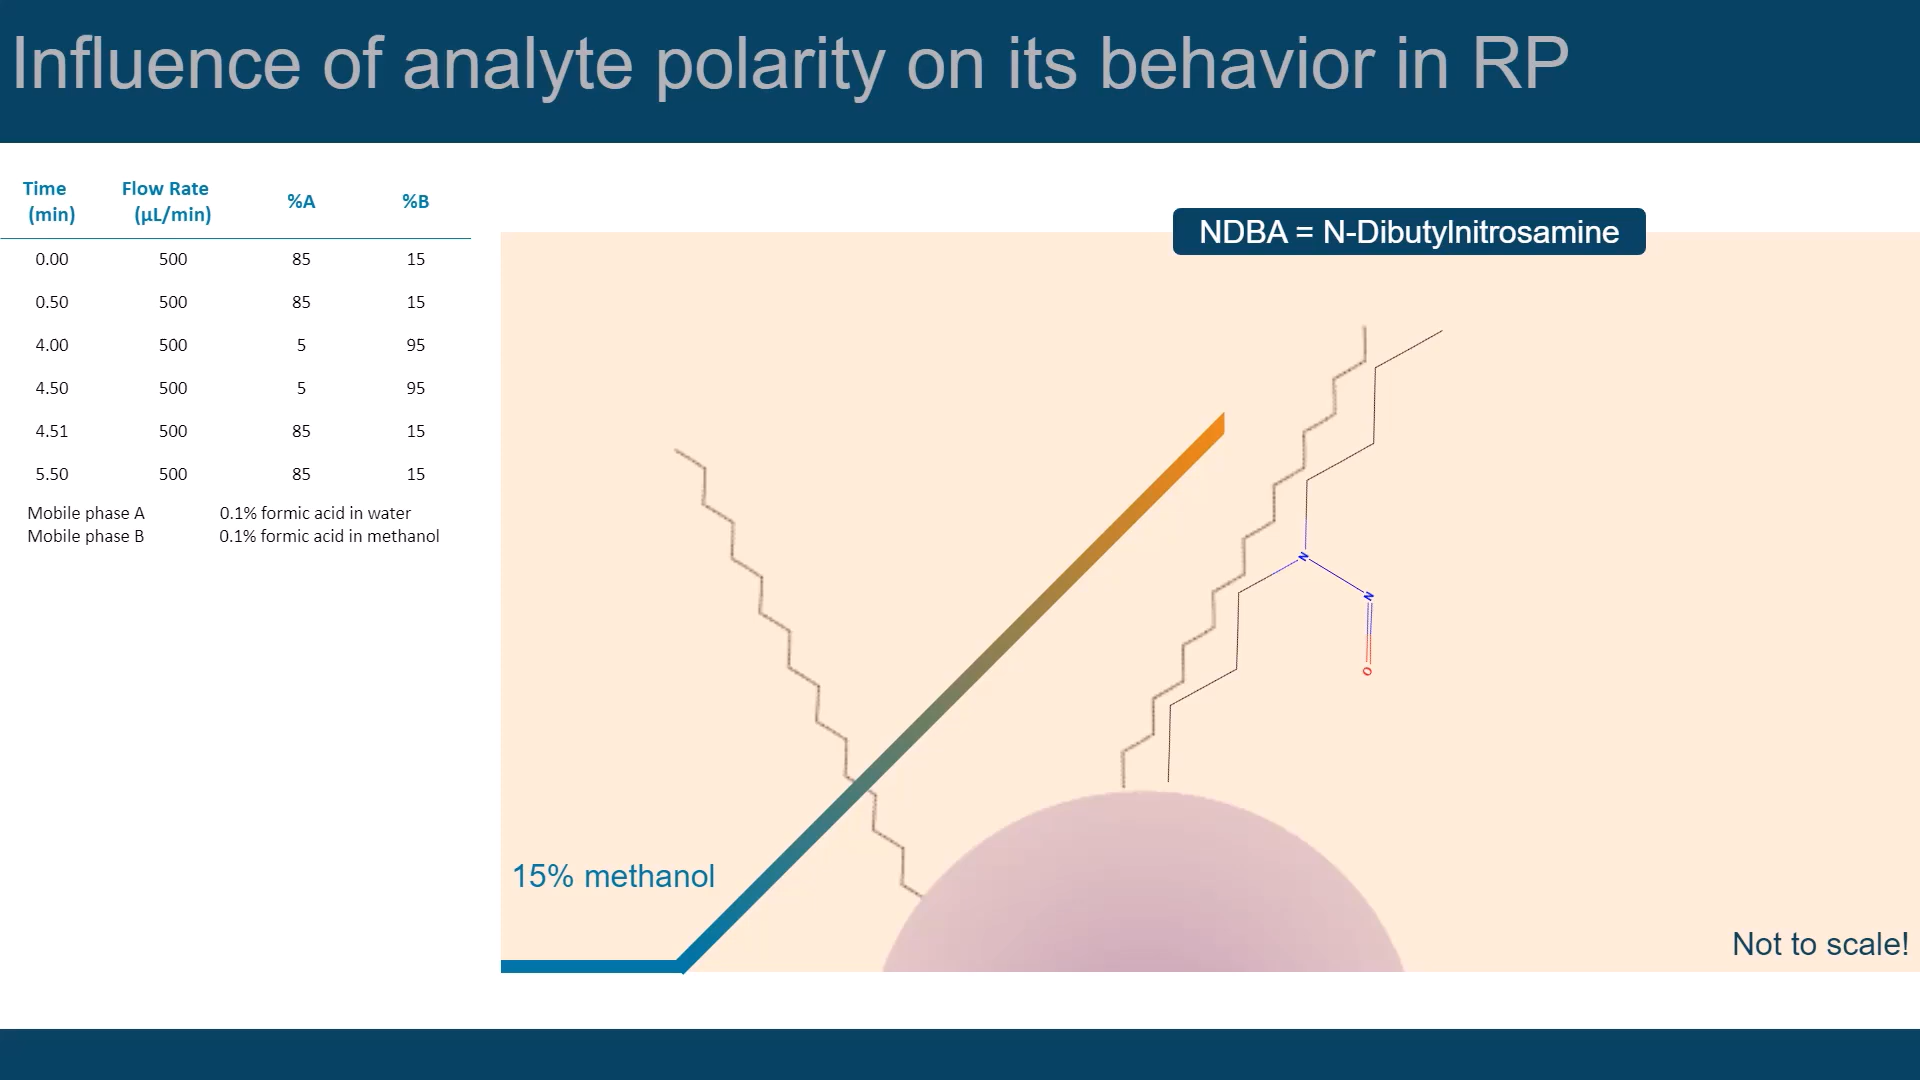 Influence of analyte polarity on its behavior in RP
Time (min) Flow Rate (µL/min) %A %B
0.00 500 85 15
0.50 500 85 15
4.00 500 5 95
4.50 500 5 95
4.51 500 85 15
5.50 500 85 15
Mobile phase A 0.1% formic acid in water
Mobile phase B 0.1% formic acid in methanol
NDBA = N-Dibutylnitrosamine
N
N
O
15% methanol
Not to scale!